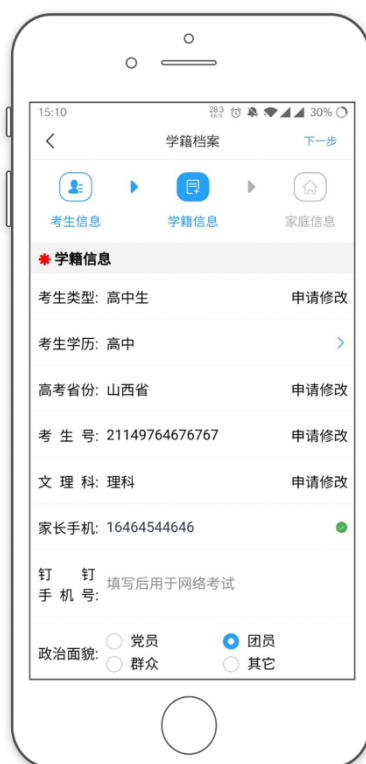 15:10 28.3 KB/S 30%
学籍档案 下一步
考生信息 学籍信息 家庭信息
✱ 学籍信息
考生类型: 高中生 申请修改
考生学历: 高中
高考省份: 山西省 申请修改
考 生 号: 21149764676767 申请修改
文 理 科: 理科 申请修改
家长手机: 16464544646
钉 钉
手 机 号: 填写后用于网络考试
政治面貌: 党员 团员
群众 其它